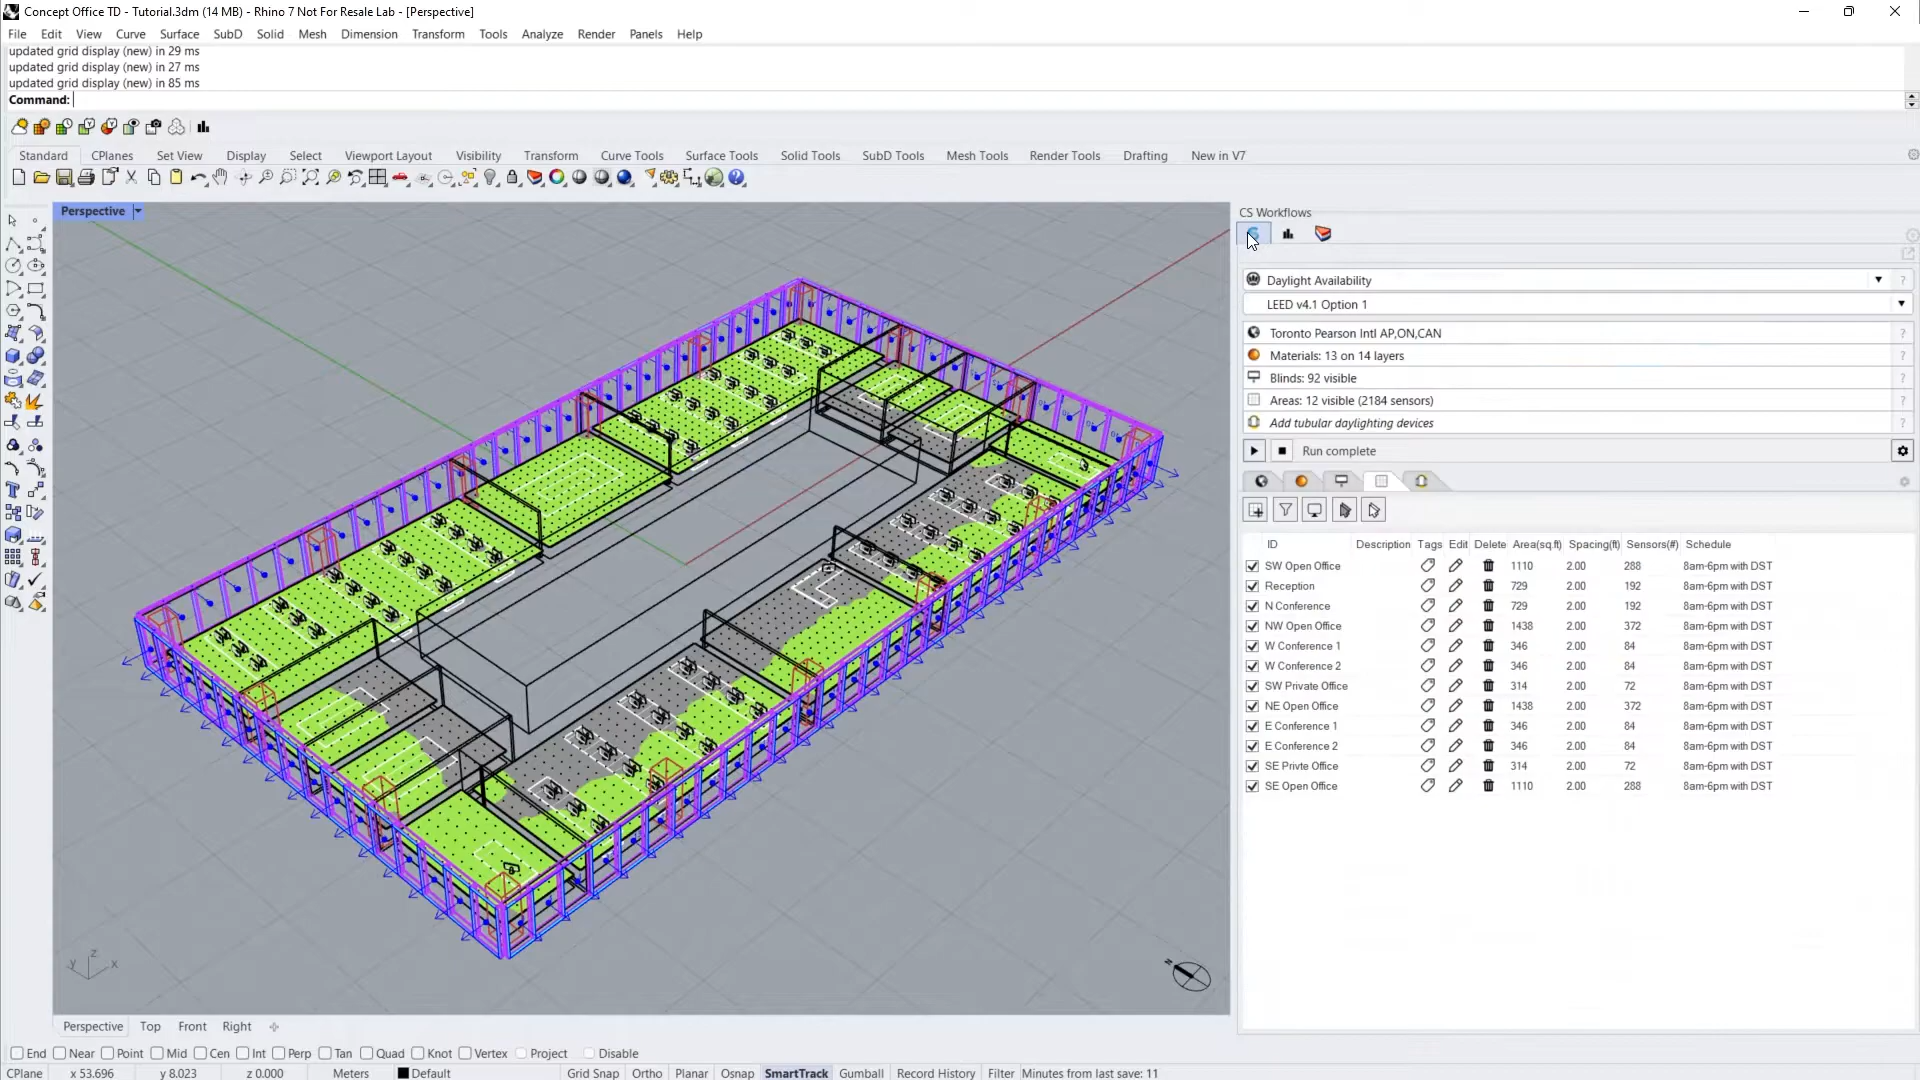 Concept Office TD - Tutorial.3dm (14 MB) - Rhino 7 Not For Resale Lab - [Perspective]
File Edit View Curve Surface SubD Solid Mesh Dimension Transform Tools Analyze Render Panels Help
updated grid display (new) in 29 ms
updated grid display (new) in 27 ms
updated grid display (new) in 85 ms
Command:
Standard CPlanes Set View Display Select Viewport Layout Visibility Transform Curve Tools Surface Tools Solid Tools SubD Tools Mesh Tools Render Tools Drafting New in V7
Perspective
CS Workflows
Daylight Availability ?
LEED v4.1 Option 1
Toronto Pearson Intl AP,ON,CAN ?
Materials: 13 on 14 layers ?
Blinds: 92 visible ?
Areas: 12 visible (2184 sensors) ?
Add tubular daylighting devices ?
Run complete
ID Description Tags Edit Delete Area(sq.ft) Spacing(ft) Sensors(#) Schedule
SW Open Office 1110 2.00 288 8am-6pm with DST
Reception 729 2.00 192 8am-6pm with DST
N Conference 729 2.00 192 8am-6pm with DST
NW Open Office 1438 2.00 372 8am-6pm with DST
W Conference 1 346 2.00 84 8am-6pm with DST
W Conference 2 346 2.00 84 8am-6pm with DST
SW Private Office 314 2.00 72 8am-6pm with DST
NE Open Office 1438 2.00 372 8am-6pm with DST
E Conference 1 346 2.00 84 8am-6pm with DST
E Conference 2 346 2.00 84 8am-6pm with DST
SE Privte Office 314 2.00 72 8am-6pm with DST
SE Open Office 1110 2.00 288 8am-6pm with DST
z
y x
N
Perspective Top Front Right
End Near Point Mid Cen Int Perp Tan Quad Knot Vertex Project Disable
CPlane x 53.696 y 8.023 z 0.000 Meters Default Grid Snap Ortho Planar Osnap SmartTrack Gumball Record History Filter Minutes from last save: 11